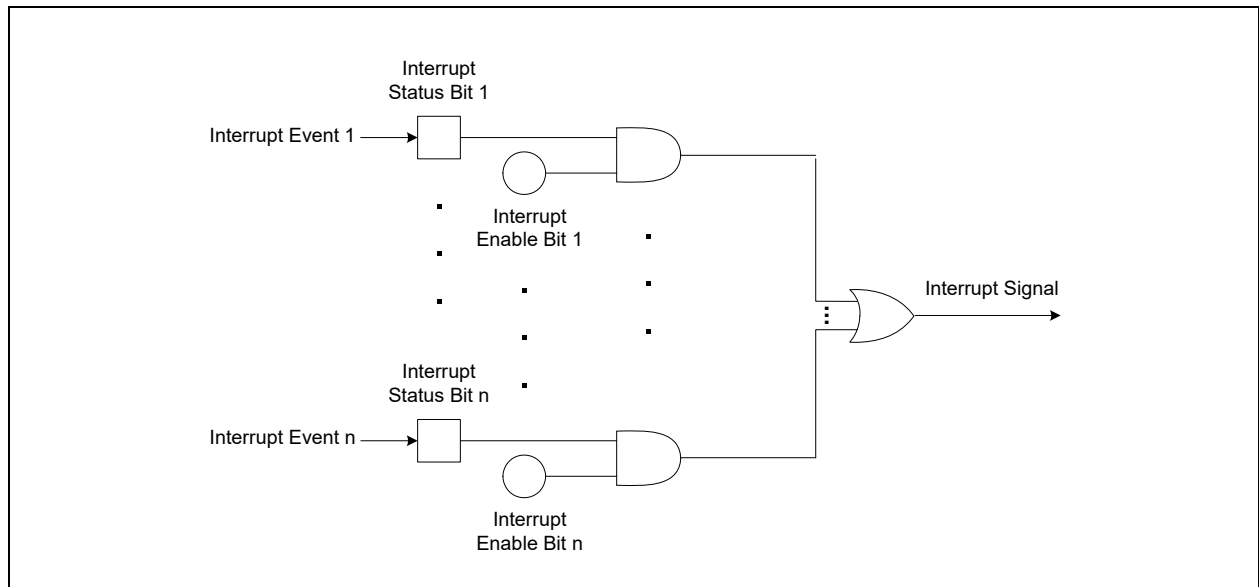 Interrupt
Status Bit 1
Interrupt Event 1
Interrupt
Enable Bit 1
Interrupt Signal
Interrupt
Status Bit n
Interrupt Event n
Interrupt
Enable Bit n